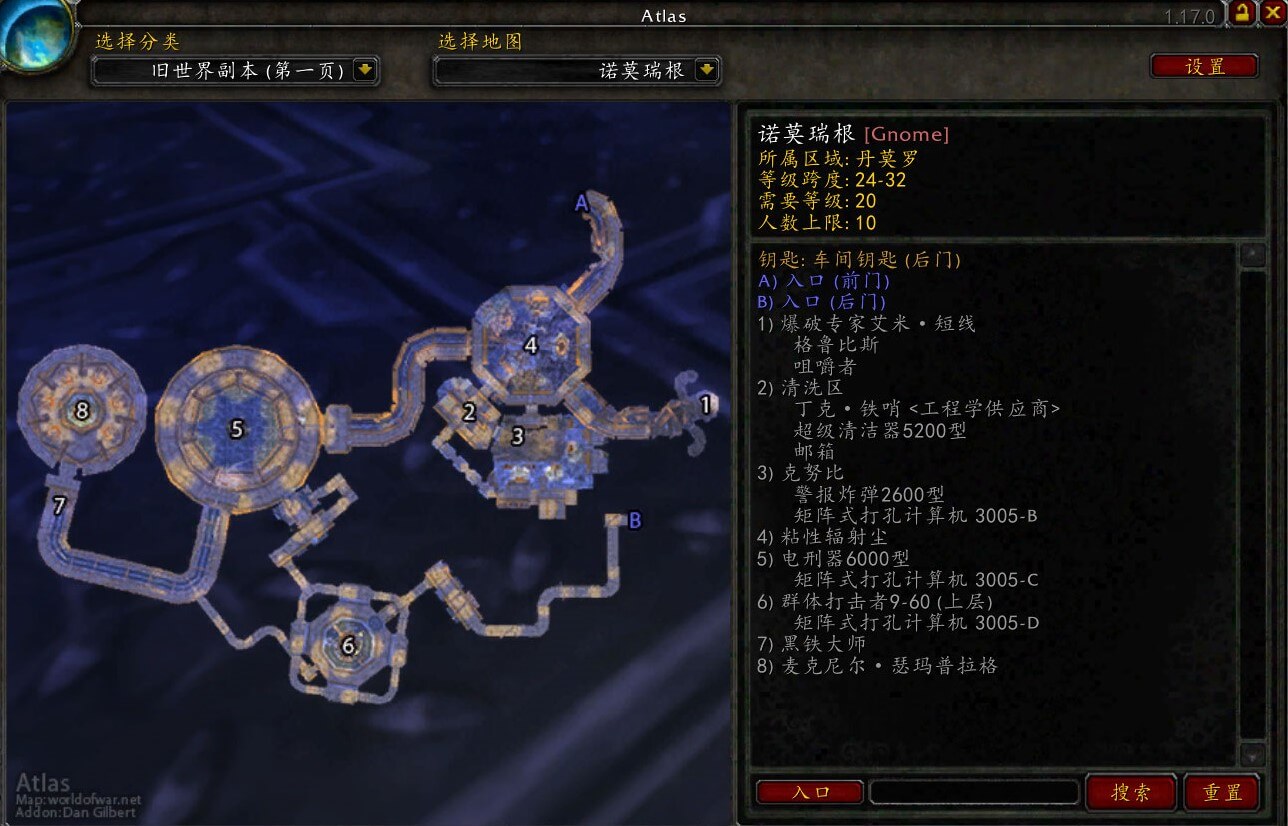 Atlas
1.17.0
选择分类
选择地图
旧世界副本 (第一页)
诺莫瑞根
设置
诺莫瑞根 [Gnome]
所属区域: 丹莫罗
等级跨度: 24-32
需要等级: 20
人数上限: 10
钥匙: 车间钥匙 (后门)
A) 入口 (前门)
B) 入口 (后门)
1) 爆破专家艾米·短线
格鲁比斯
咀嚼者
2) 清洗区
丁克·铁哨 <工程学供应商>
超级清洁器5200型
邮箱
3) 克努比
警报炸弹2600型
矩阵式打孔计算机 3005-B
4) 粘性辐射尘
5) 电刑器6000型
矩阵式打孔计算机 3005-C
6) 群体打击者9-60 (上层)
矩阵式打孔计算机 3005-D
7) 黑铁大师
8) 麦克尼尔·瑟玛普拉格
A
4
1
2
8
5
3
7
B
6
Atlas
Map:worldofwar.net
Addon:Dan Gilbert
入口
搜索
重置